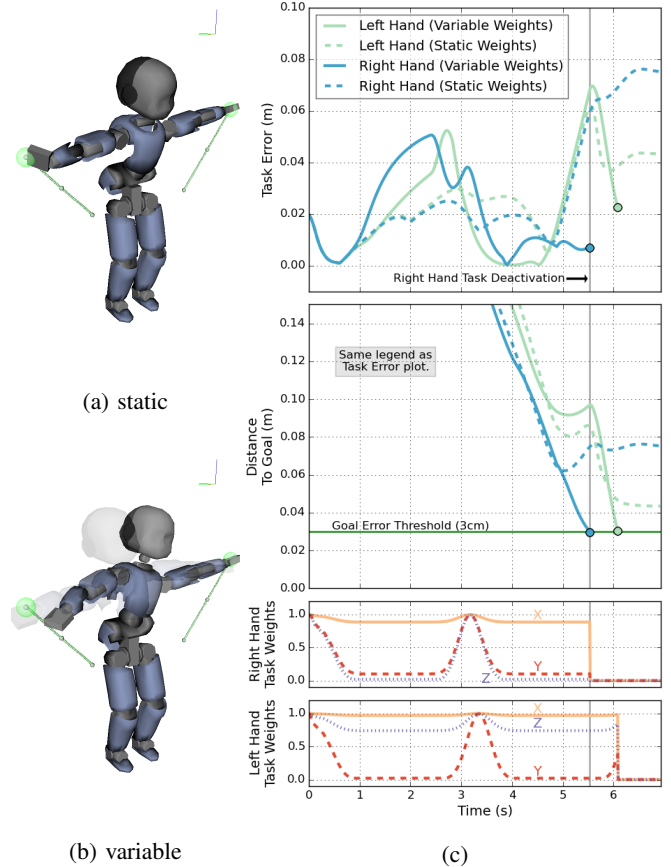 (a) static
(b) variable
0.10
0.08
0.06
0.04
0.02
0.00
Task Error (m)
Left Hand (Variable Weights)
Left Hand (Static Weights)
Right Hand (Variable Weights)
Right Hand (Static Weights)
Right Hand Task Deactivation
0.14
0.12
0.10
0.08
0.06
0.04
0.02
0.00
Distance
To Goal (m)
Same legend as
Task Error plot.
Goal Error Threshold (3cm)
1.0
0.5
0.0
Right Hand
Task Weights
X
Y
Z
1.0
0.5
0.0
Left Hand
Task Weights
X
Z
Y
0 1 2 3 4 5 6
Time (s)
(c)